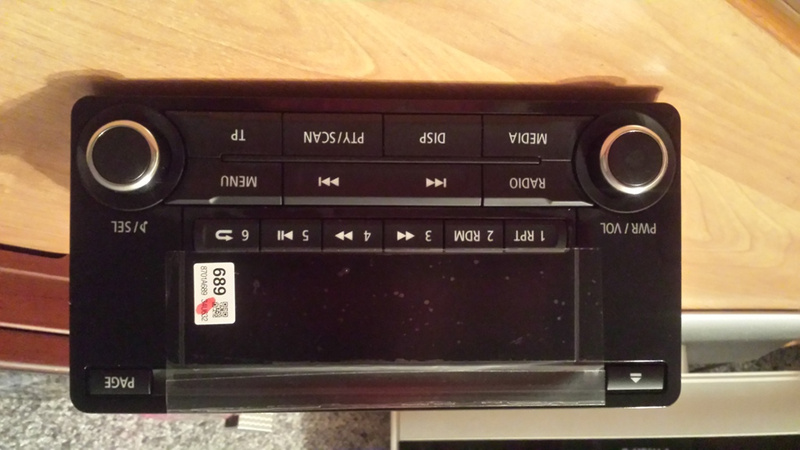 PAGE
689
8701A689
1 RPT 2 RDM 3 4 5 6
PWR / VOL
♪/ SEL
RADIO MENU
MEDIA DISP PTY/SCAN TP